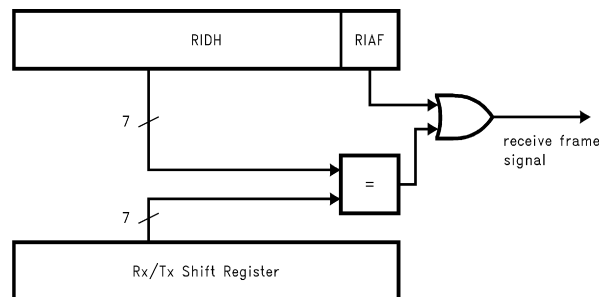 RIDH
RIAF
7
receive frame
signal
=
7
Rx/Tx Shift Register